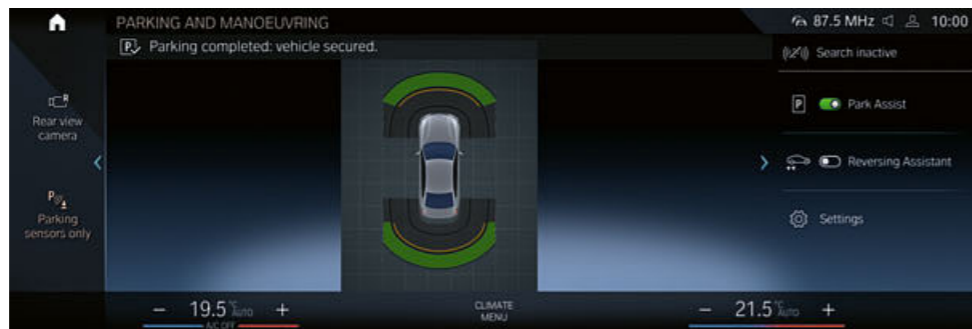 PARKING AND MANOEUVRING
87.5 MHz
10:00
Parking completed: vehicle secured.
Search inactive
R
Rear view
camera
P
Park Assist
Reversing Assistant
P
Parking
sensors only
Settings
− 19.5 °C AUTO +
A/C OFF
CLIMATE
MENU
− 21.5 °C AUTO +